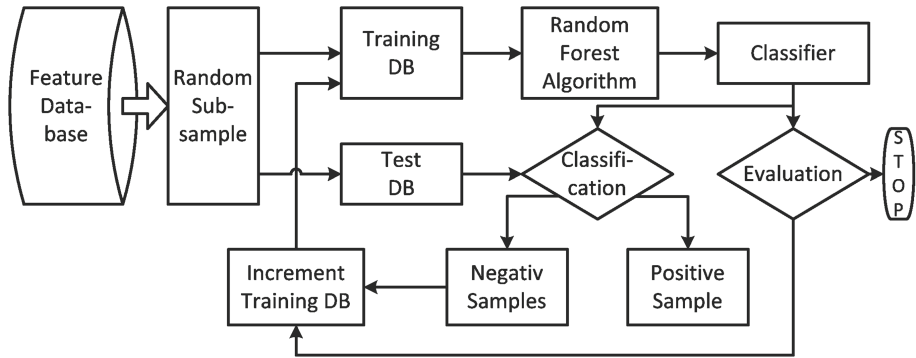 Feature
Data-
base
Random
Sub-
sample
Training
DB
Random
Forest
Algorithm
Classifier
Test
DB
Classifi-
cation
Evaluation
S
T
O
P
Increment
Training DB
Negativ
Samples
Positive
Sample